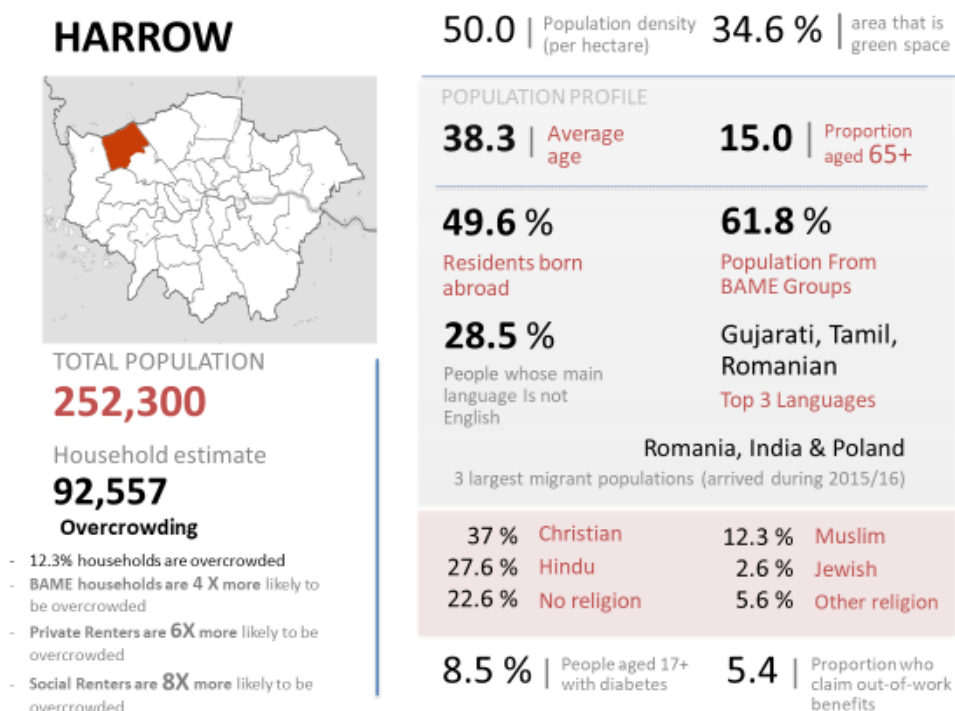 HARROW
TOTAL POPULATION
252,300
Household estimate
92,557
Overcrowding
- 12.3% households are overcrowded
- BAME households are 4 X more likely to
be overcrowded
- Private Renters are 6X more likely to be
overcrowded
- Social Renters are 8X more likely to be
overcrowded
50.0 | Population density
(per hectare)
34.6 % | area that is
green space
POPULATION PROFILE
38.3 | Average
age
15.0 | Proportion
aged 65+
49.6 %
Residents born
abroad
61.8 %
Population From
BAME Groups
28.5 %
People whose main
language Is not
English
Gujarati, Tamil,
Romanian
Top 3 Languages
Romania, India & Poland
3 largest migrant populations (arrived during 2015/16)
37 % Christian
27.6 % Hindu
22.6 % No religion
12.3 % Muslim
2.6 % Jewish
5.6 % Other religion
8.5 % | People aged 17+
with diabetes
5.4 | Proportion who
claim out-of-work
benefits